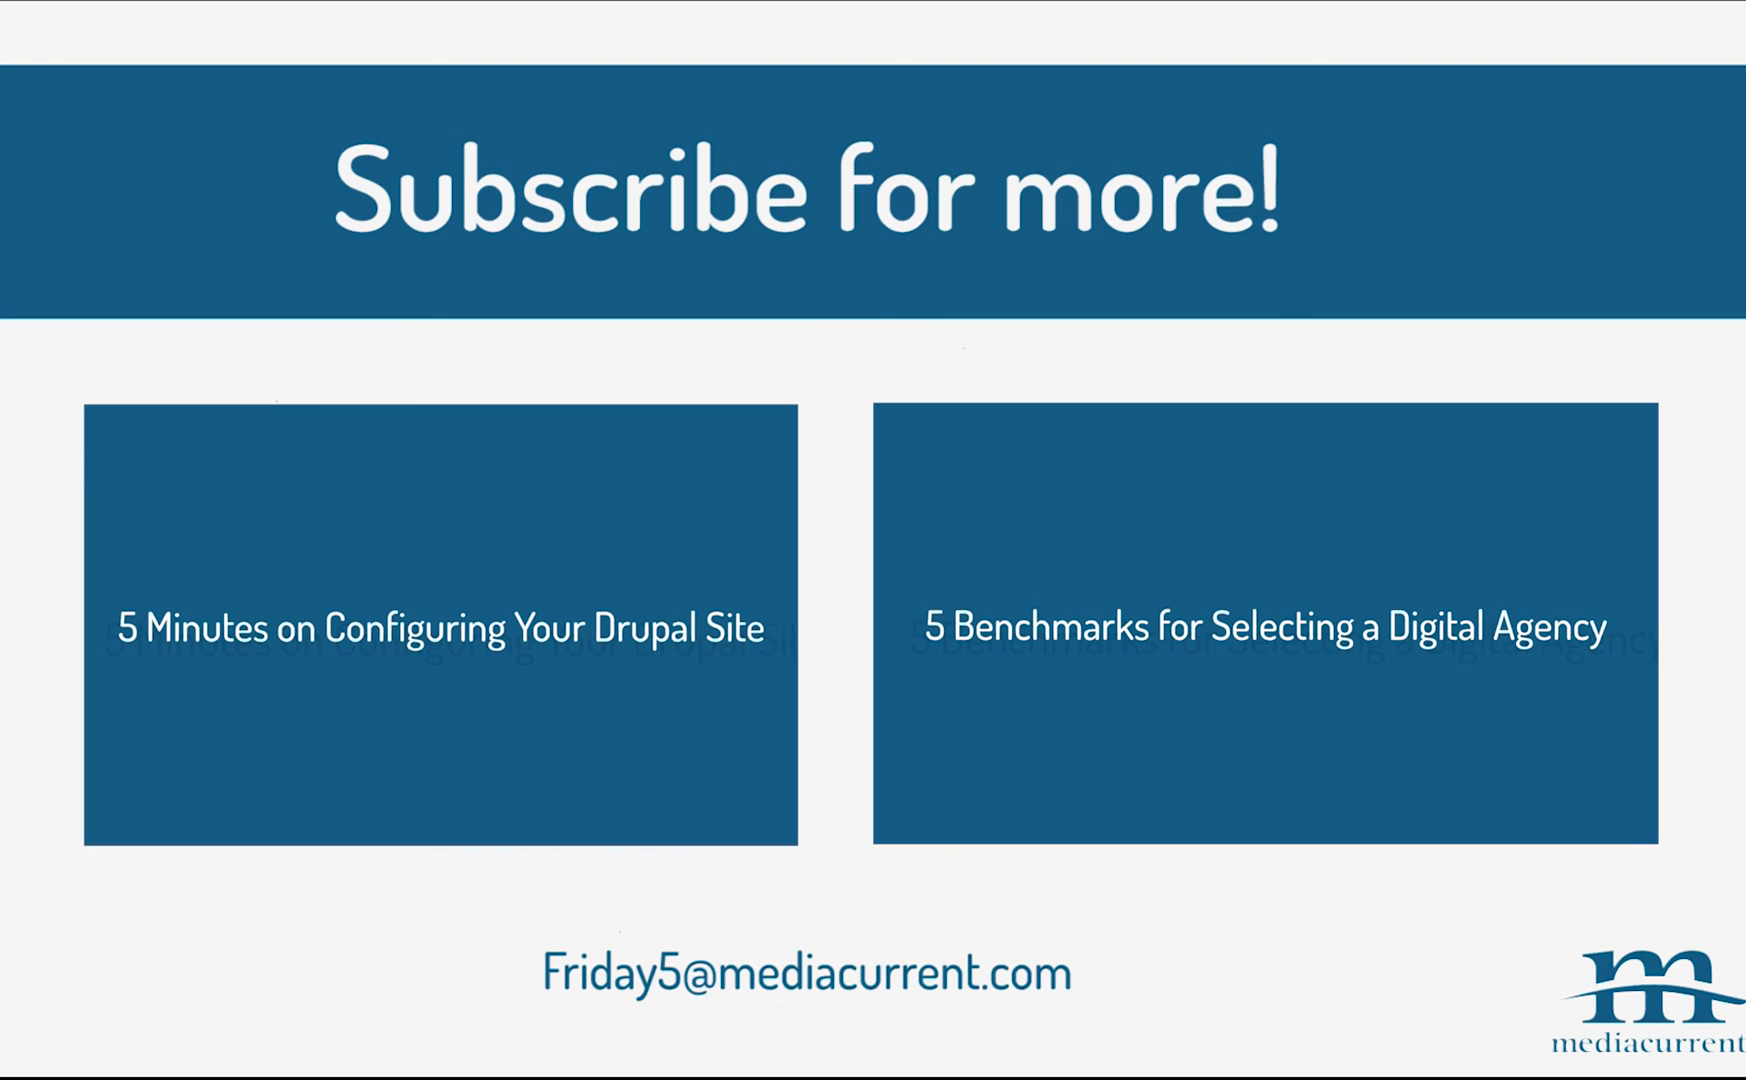 Subscribe for more!
5 Minutes on Configuring Your Drupal Site
5 Benchmarks for Selecting a Digital Agency
Friday5@mediacurrent.com
m
mediacurrent